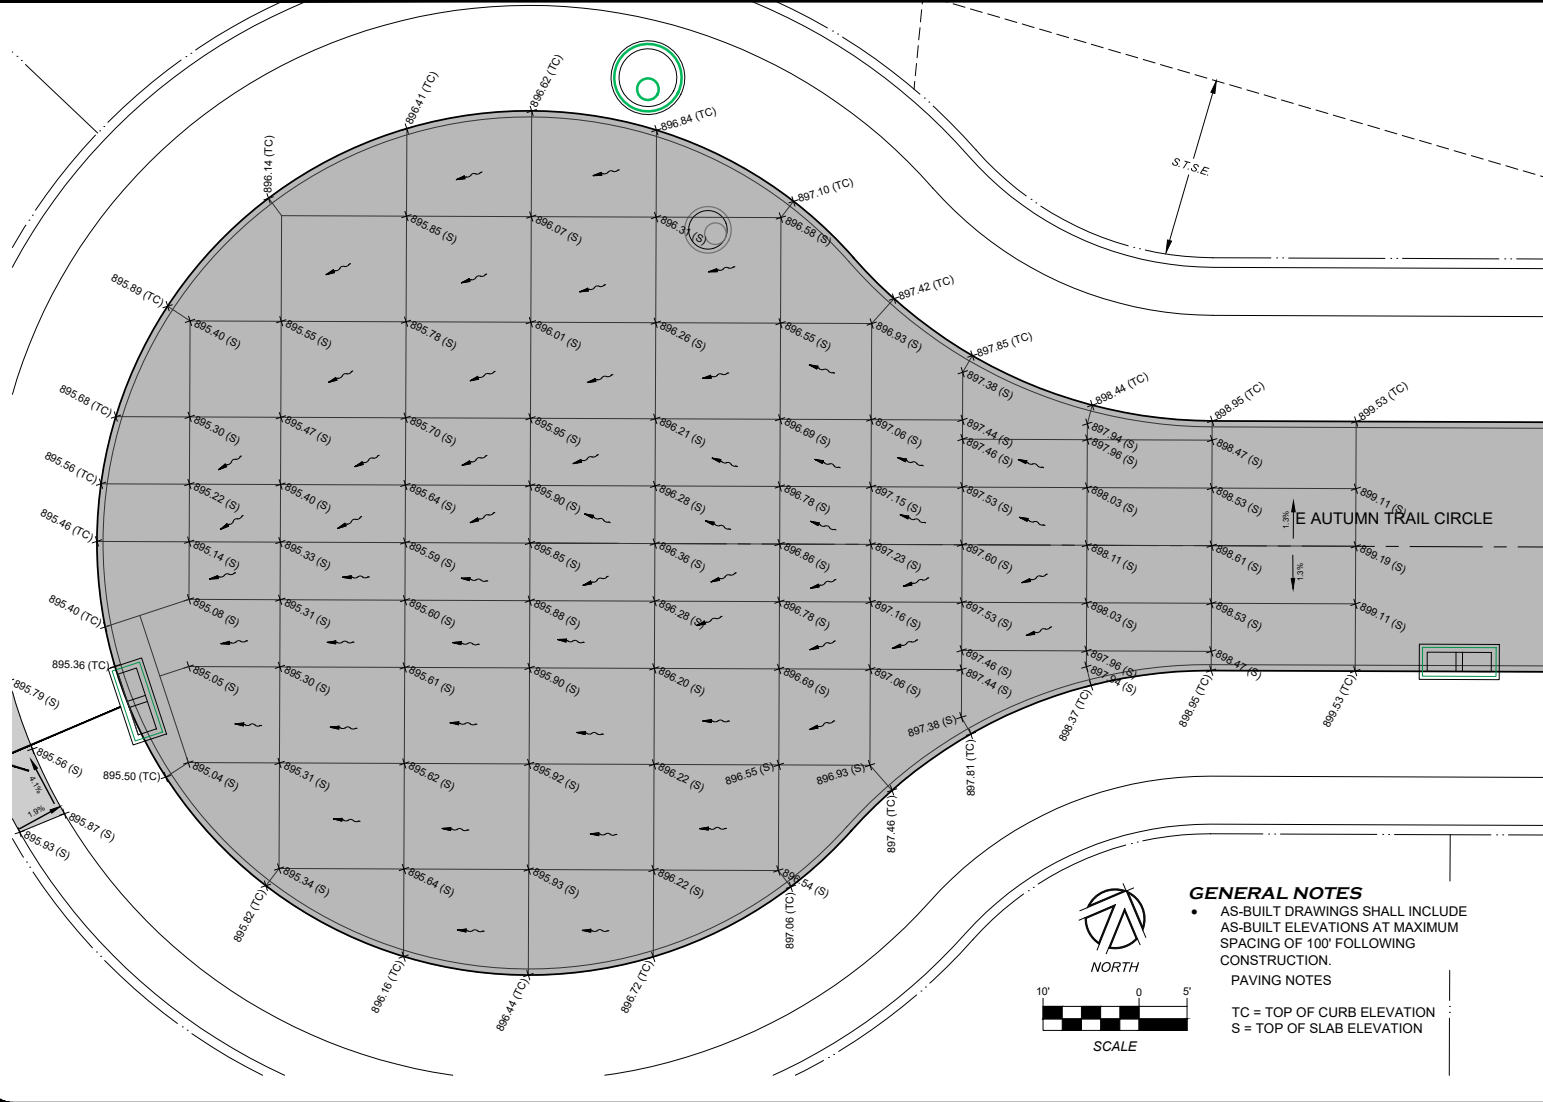 896.62 (TC)
896.41 (TC)
896.84 (TC)
896.14 (TC)
897.10 (TC)
S.T.S.E.
895.85 (S)
896.07 (S)
896.31 (S)
896.58 (S)
895.89 (TC)
897.42 (TC)
895.40 (S)
895.55 (S)
895.78 (S)
896.01 (S)
896.26 (S)
896.55 (S)
896.93 (S)
897.85 (TC)
897.38 (S)
898.44 (TC)
898.95 (TC)
899.53 (TC)
895.68 (TC)
895.30 (S)
895.47 (S)
895.70 (S)
895.95 (S)
896.21 (S)
896.69 (S)
897.06 (S)
897.44 (S)
897.94 (S)
897.46 (S)
897.96 (S)
898.47 (S)
895.56 (TC)
895.22 (S)
895.40 (S)
895.64 (S)
895.90 (S)
896.28 (S)
896.78 (S)
897.15 (S)
897.53 (S)
898.03 (S)
898.53 (S)
899.11 (S)
1.3%
E AUTUMN TRAIL CIRCLE
895.46 (TC)
895.14 (S)
895.33 (S)
895.59 (S)
895.85 (S)
896.36 (S)
896.86 (S)
897.23 (S)
897.60 (S)
898.11 (S)
898.61 (S)
899.19 (S)
1.3%
895.40 (TC)
895.08 (S)
895.31 (S)
895.60 (S)
895.88 (S)
896.28 (S)
896.78 (S)
897.16 (S)
897.53 (S)
898.03 (S)
898.53 (S)
899.11 (S)
897.46 (S)
897.96 (S)
898.47 (S)
895.36 (TC)
895.05 (S)
895.30 (S)
895.61 (S)
895.90 (S)
896.20 (S)
896.69 (S)
897.06 (S)
897.44 (S)
897.94 (S)
895.79 (S)
897.38 (S)
898.37 (TC)
898.95 (TC)
899.53 (TC)
895.56 (S)
895.50 (TC)
895.04 (S)
895.31 (S)
895.62 (S)
895.92 (S)
896.22 (S)
896.55 (S)
896.93 (S)
897.81 (TC)
4.1%
1.9%
895.87 (S)
895.93 (S)
897.46 (TC)
895.34 (S)
895.64 (S)
895.93 (S)
896.22 (S)
896.54 (S)
895.82 (TC)
897.06 (TC)
896.16 (TC)
896.44 (TC)
896.72 (TC)
NORTH
10'
0
5'
SCALE
GENERAL NOTES
• AS-BUILT DRAWINGS SHALL INCLUDE
AS-BUILT ELEVATIONS AT MAXIMUM
SPACING OF 100' FOLLOWING
CONSTRUCTION.
PAVING NOTES
TC = TOP OF CURB ELEVATION
S = TOP OF SLAB ELEVATION